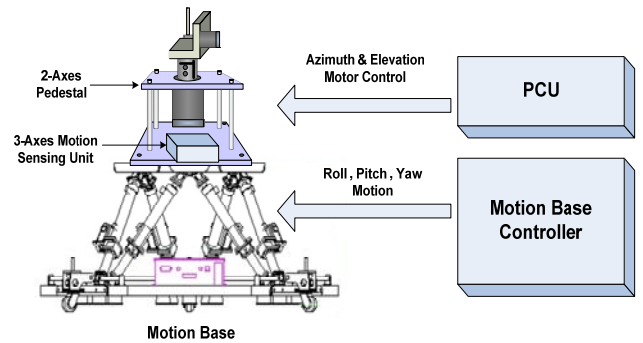 2-Axes
Pedestal
3-Axes Motion
Sensing Unit
Azimuth & Elevation
Motor Control
PCU
Roll , Pitch , Yaw
Motion
Motion Base
Controller
Motion Base